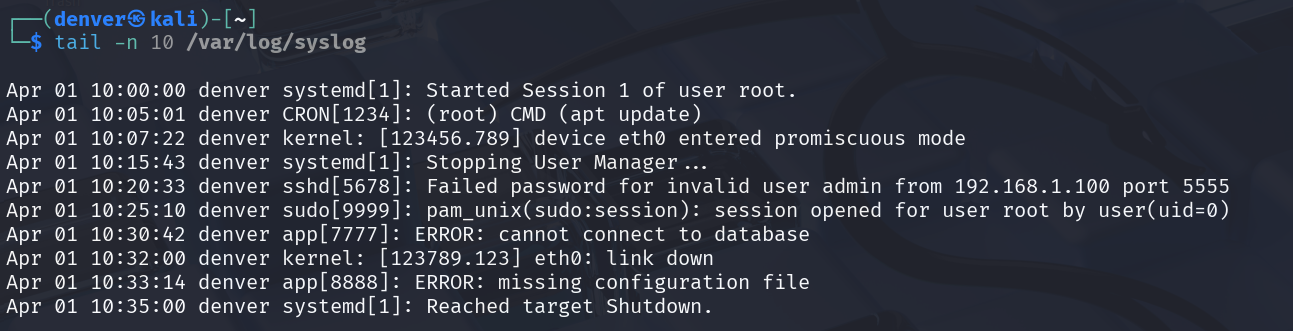 ┌──(denver㉿kali)-[~]
└─$ tail -n 10 /var/log/syslog
Apr 01 10:00:00 denver systemd[1]: Started Session 1 of user root.
Apr 01 10:05:01 denver CRON[1234]: (root) CMD (apt update)
Apr 01 10:07:22 denver kernel: [123456.789] device eth0 entered promiscuous mode
Apr 01 10:15:43 denver systemd[1]: Stopping User Manager...
Apr 01 10:20:33 denver sshd[5678]: Failed password for invalid user admin from 192.168.1.100 port 5555
Apr 01 10:25:10 denver sudo[9999]: pam_unix(sudo:session): session opened for user root by user(uid=0)
Apr 01 10:30:42 denver app[7777]: ERROR: cannot connect to database
Apr 01 10:32:00 denver kernel: [123789.123] eth0: link down
Apr 01 10:33:14 denver app[8888]: ERROR: missing configuration file
Apr 01 10:35:00 denver systemd[1]: Reached target Shutdown.